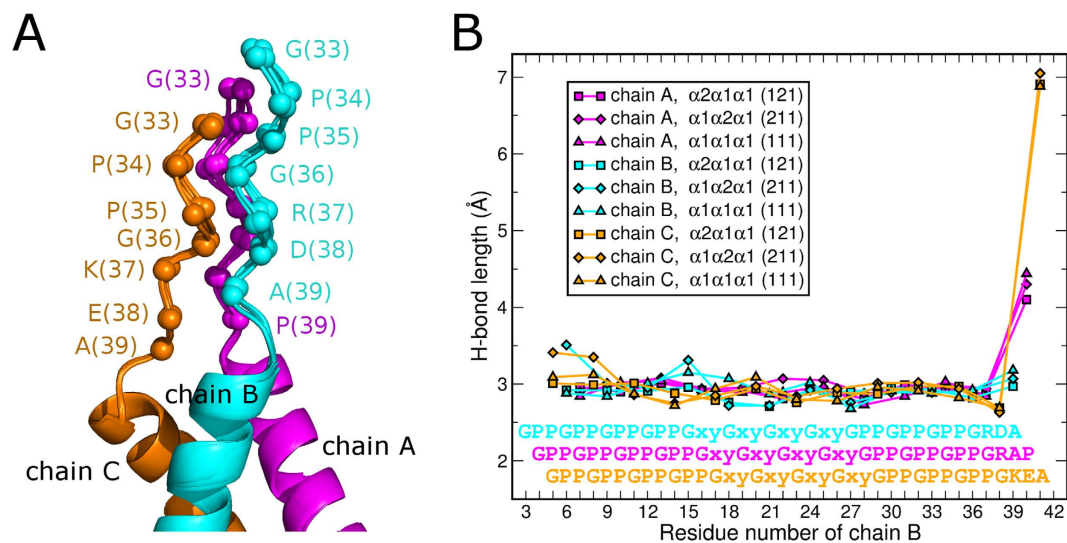 A
G(33)
G(33)
G(33)
P(34)
P(34)
P(35)
G(36)
P(35)
R(37)
G(36)
D(38)
K(37)
A(39)
E(38)
P(39)
A(39)
chain B
chain A
chain C
B
H-bond length (Å)
7
6
5
4
3
2
chain A, α2α1α1 (121)
chain A, α1α2α1 (211)
chain A, α1α1α1 (111)
chain B, α2α1α1 (121)
chain B, α1α2α1 (211)
chain B, α1α1α1 (111)
chain C, α2α1α1 (121)
chain C, α1α2α1 (211)
chain C, α1α1α1 (111)
GPPGPPGPPGPPGxyGxyGxyGxyGPPGPPGPPGRDA
GPPGPPGPPGPPGxyGxyGxyGxyGPPGPPGPPGRAP
GPPGPPGPPGPPGxyGxyGxyGxyGPPGPPGPPGKEA
3 6 9 12 15 18 21 24 27 30 33 36 39 42
Residue number of chain B